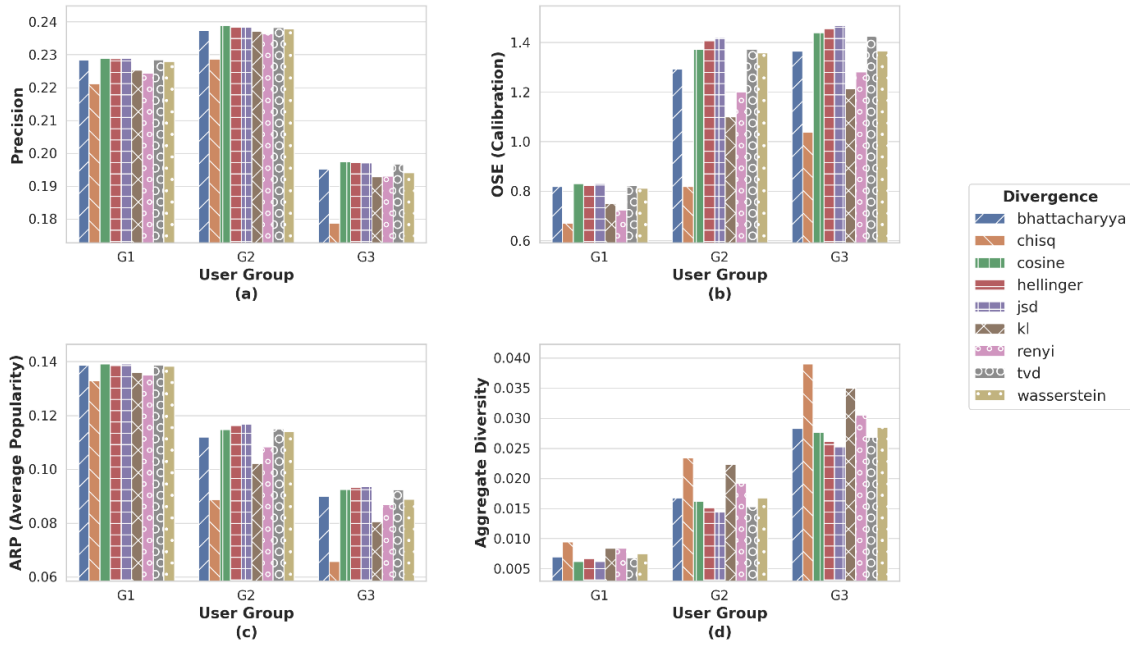 0.24
0.23
0.22
0.21
0.20
0.19
0.18
Precision
G1 G2 G3
User Group
(a)
1.4
1.2
1.0
0.8
0.6
OSE (Calibration)
G1 G2 G3
User Group
(b)
0.14
0.12
0.10
0.08
0.06
ARP (Average Popularity)
G1 G2 G3
User Group
(c)
0.040
0.035
0.030
0.025
0.020
0.015
0.010
0.005
Aggregate Diversity
G1 G2 G3
User Group
(d)
Divergence
bhattacharyya
chisq
cosine
hellinger
jsd
kl
renyi
tvd
wasserstein